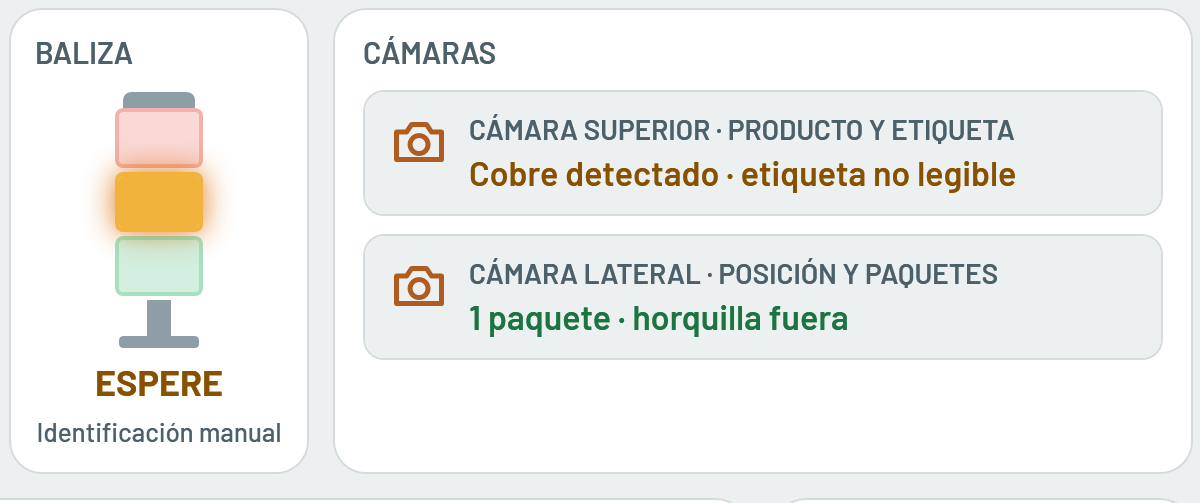 BALIZA
ESPERE
Identificación manual
CÁMARAS
CÁMARA SUPERIOR · PRODUCTO Y ETIQUETA
Cobre detectado · etiqueta no legible
CÁMARA LATERAL · POSICIÓN Y PAQUETES
1 paquete · horquilla fuera